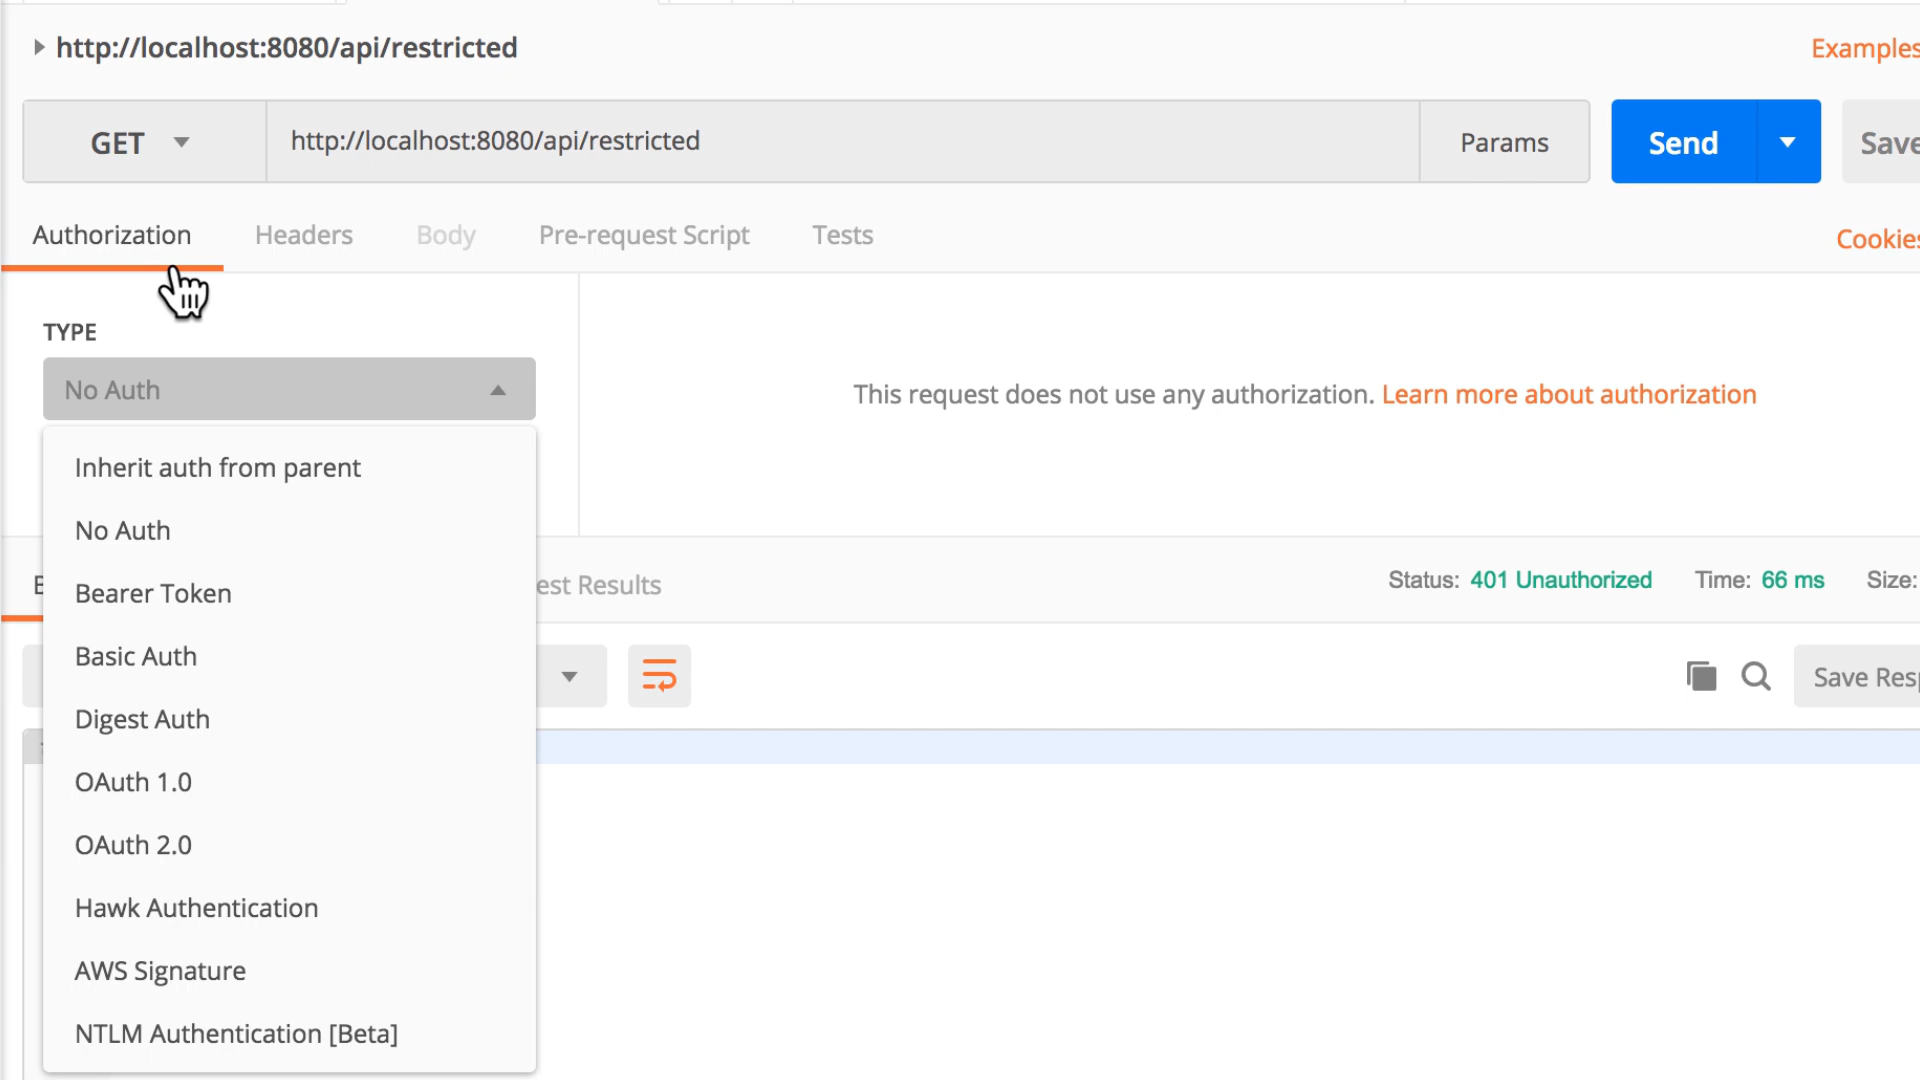 http://localhost:8080/api/restricted
Examples
GET
http://localhost:8080/api/restricted
Params
Send
Save
Authorization
Headers
Body
Pre-request Script
Tests
Cookies
TYPE
No Auth
This request does not use any authorization. Learn more about authorization
Inherit auth from parent
No Auth
Bearer Token
Basic Auth
Digest Auth
OAuth 1.0
OAuth 2.0
Hawk Authentication
AWS Signature
NTLM Authentication [Beta]
est Results
Status: 401 Unauthorized
Time: 66 ms
Size:
Save Res